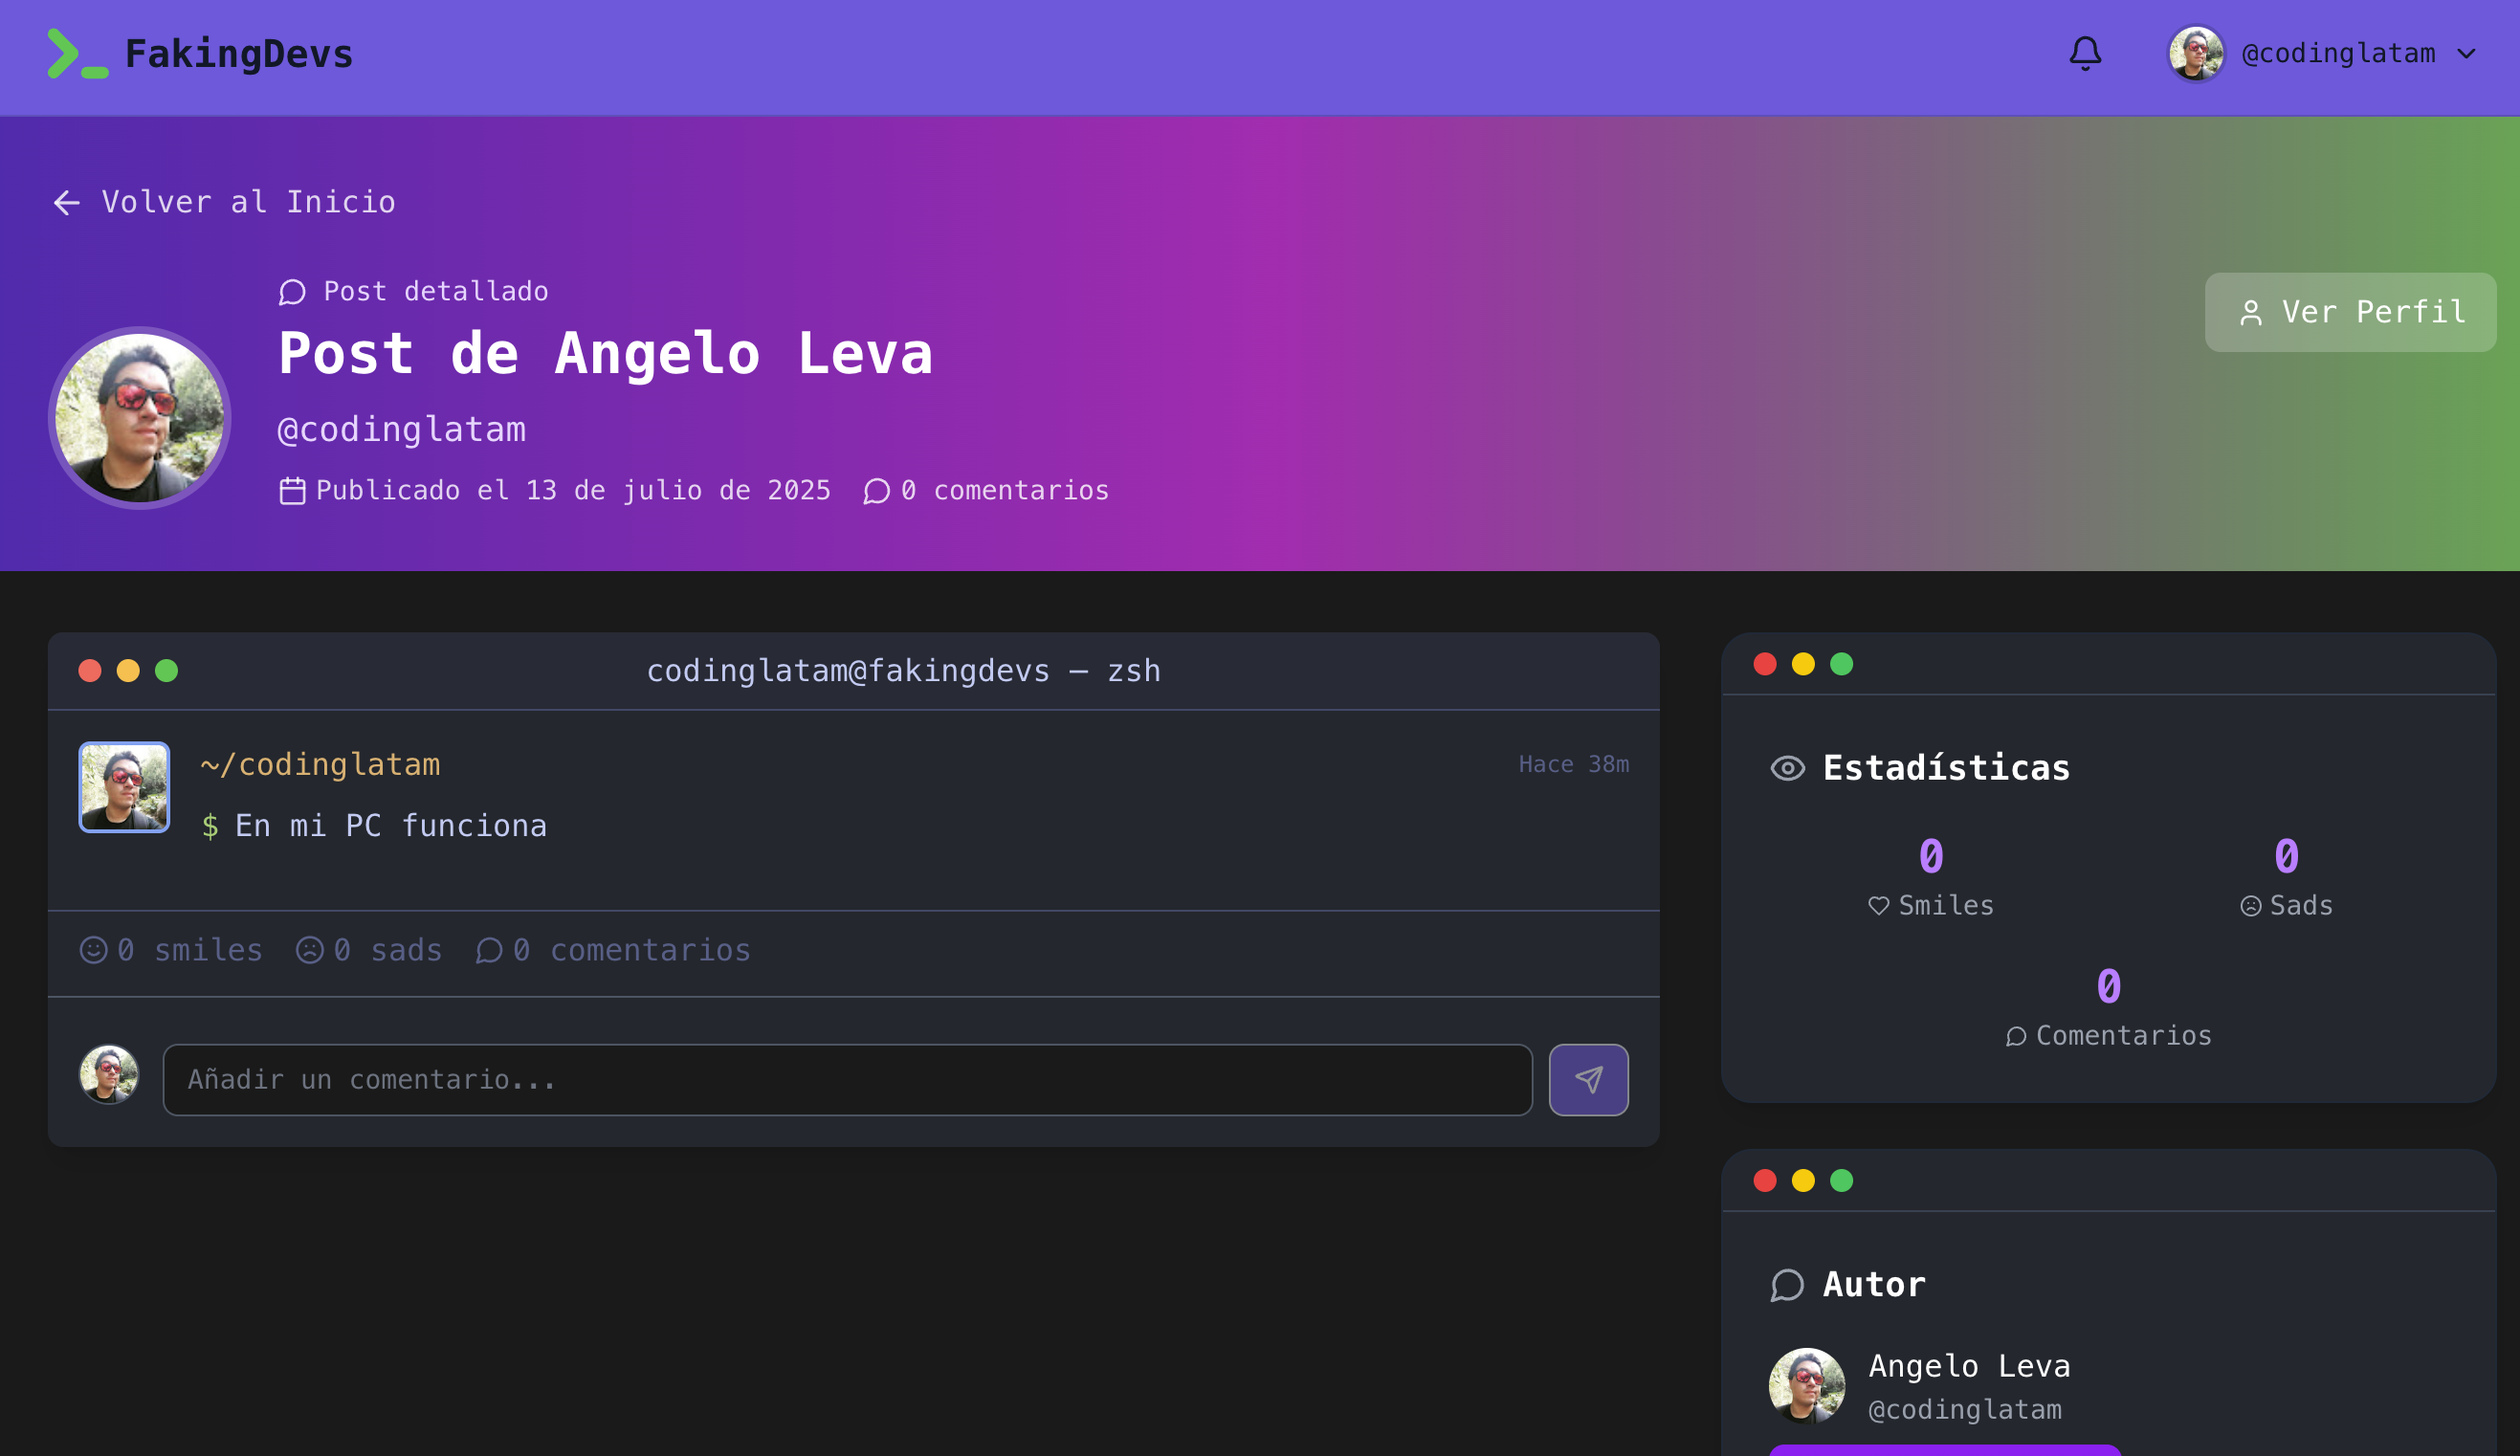 FakingDevs
@codinglatam
Volver al Inicio
Post detallado
Post de Angelo Leva
@codinglatam
Publicado el 13 de julio de 2025 0 comentarios
Ver Perfil
codinglatam@fakingdevs — zsh
~/codinglatam
Hace 38m
$ En mi PC funciona
0 smiles 0 sads 0 comentarios
Añadir un comentario...
Estadísticas
0 0
Smiles Sads
0
Comentarios
Autor
Angelo Leva
@codinglatam